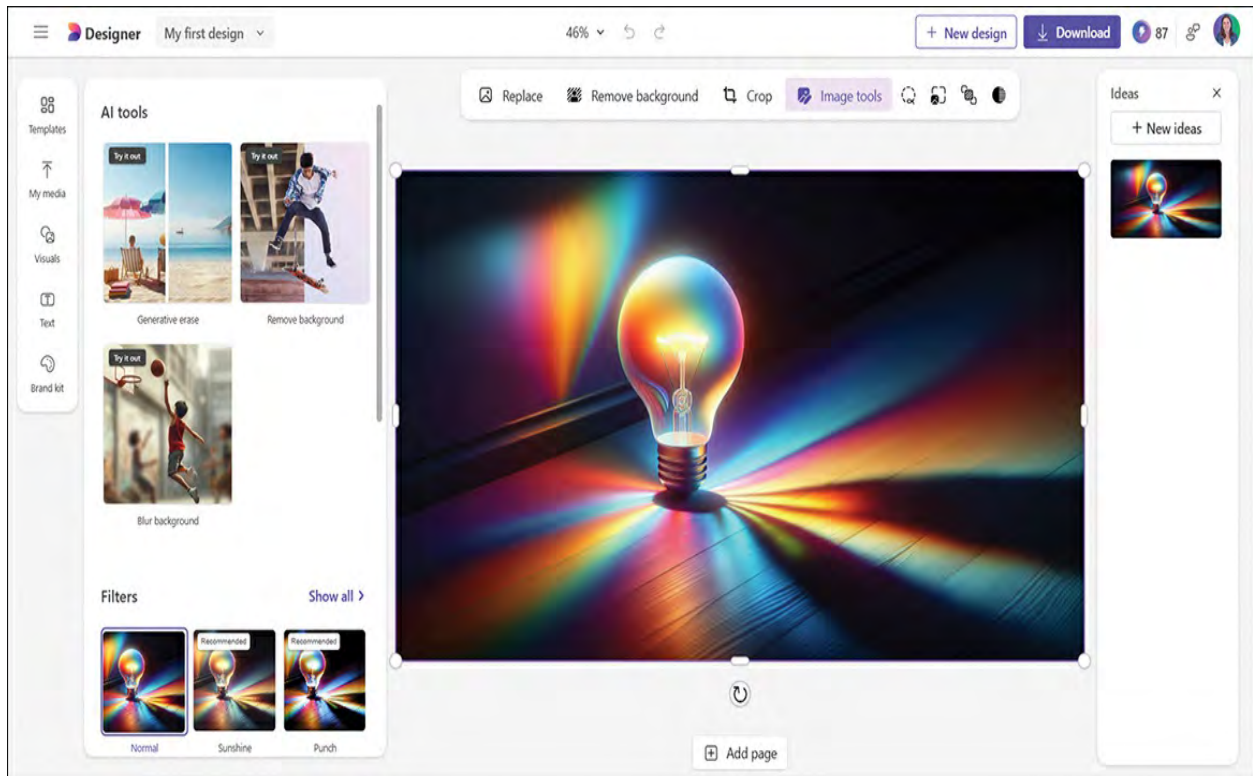 Designer
My first design
46%
+ New design
Download
87
Templates
My media
Visuals
Text
Brand kit
AI tools
Try it out
Try it out
Generative erase
Remove background
Try it out
Blur background
Filters
Show all >
Recommended
Recommended
Normal
Sunshine
Punch
Replace
Remove background
Crop
Image tools
Add page
Ideas
+ New ideas